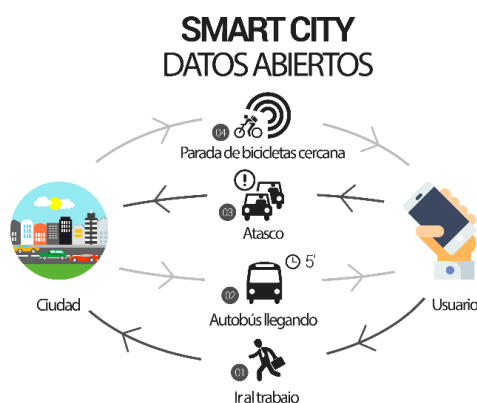 SMART CITY
DATOS ABIERTOS
04
Parada de bicicletas cercana
03
Atasco
5'
02
Autobús llegando
Ciudad
Usuario
01
Ir al trabajo